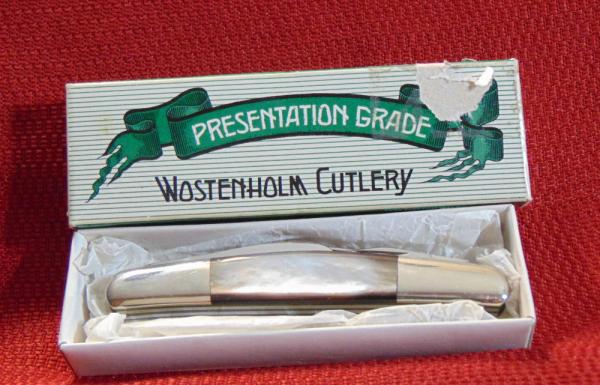 PRESENTATION GRADE
WOSTENHOLM CUTLERY